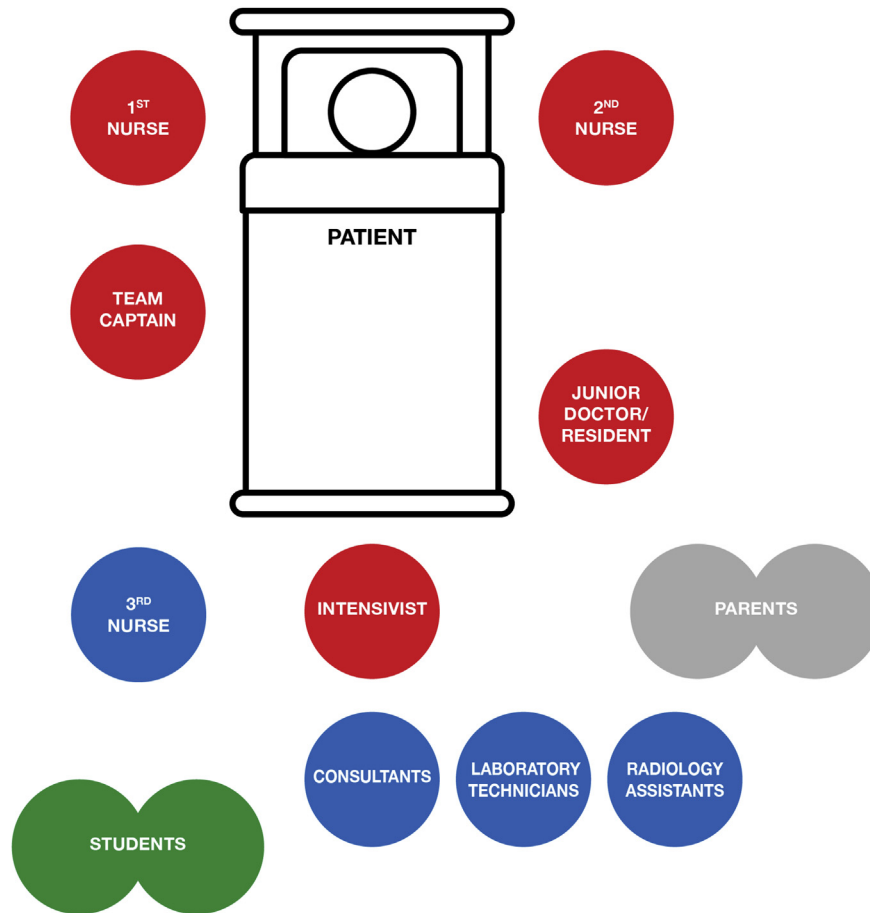 1ST
NURSE
2ND
NURSE
PATIENT
TEAM
CAPTAIN
JUNIOR
DOCTOR/
RESIDENT
3RD
NURSE
INTENSIVIST
PARENTS
CONSULTANTS
LABORATORY
TECHNICIANS
RADIOLOGY
ASSISTANTS
STUDENTS